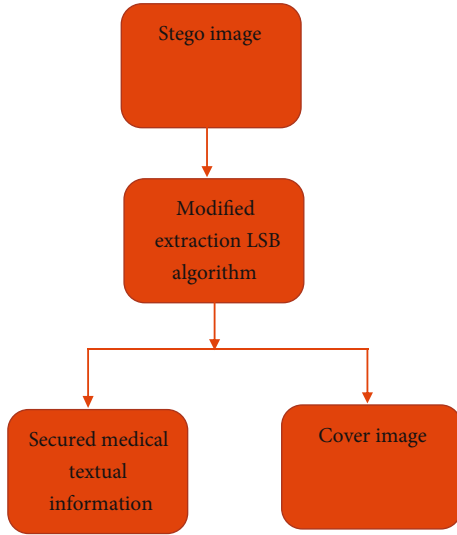 Stego image
Modified
extraction LSB
algorithm
Secured medical
textual
information
Cover image